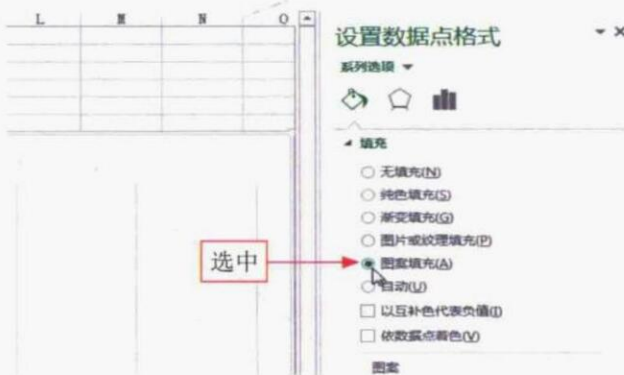 L M N O
设置数据点格式
系列选项
填充
无填充(N)
纯色填充(S)
渐变填充(G)
图片或纹理填充(P)
选中
图案填充(A)
自动(U)
以互补色代表负值(I)
依数据点着色(V)
图案